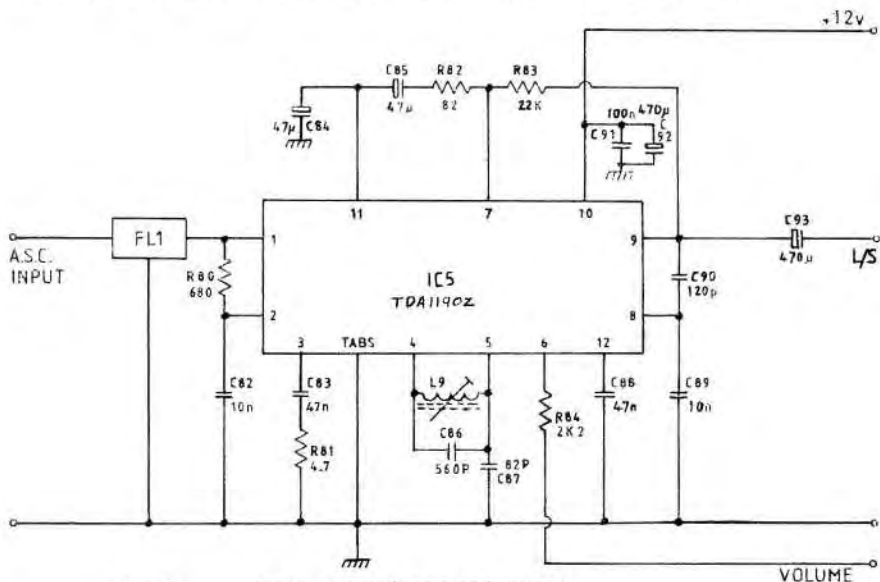 +12v
C85
47µ
R82
82
R83
22K
47µ
C84
100n
C91
470µ
C
92
11
7
10
A.S.C.
INPUT
FL1
R80
680
1
2
IC5
TDA1190Z
9
8
C93
470µ
L/S
C90
120p
3
TABS
4
5
6
12
C82
10n
C83
47n
R81
4.7
L9
C86
560P
82P
C87
R84
2K2
C88
47n
C89
10n
VOLUME